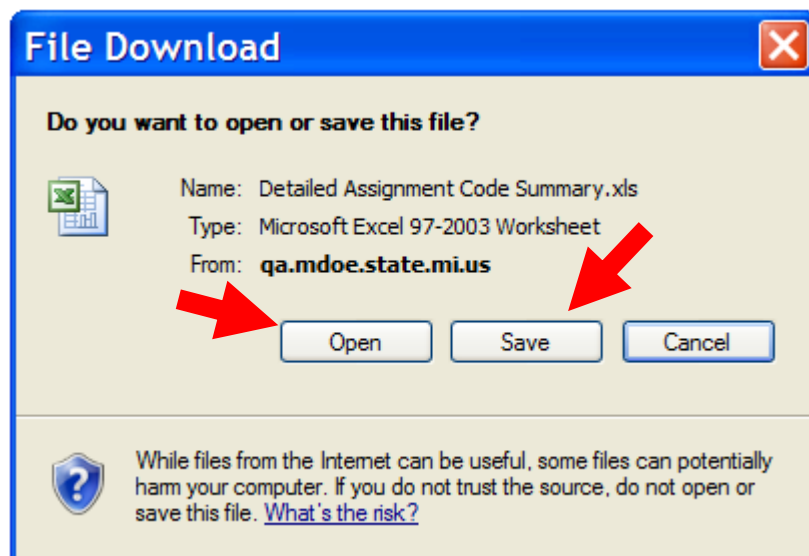 File Download
Do you want to open or save this file?
Name: Detailed Assignment Code Summary.xls
Type: Microsoft Excel 97-2003 Worksheet
From: qa.mdoe.state.mi.us
Open Save Cancel
While files from the Internet can be useful, some files can potentially
harm your computer. If you do not trust the source, do not open or
save this file. What's the risk?